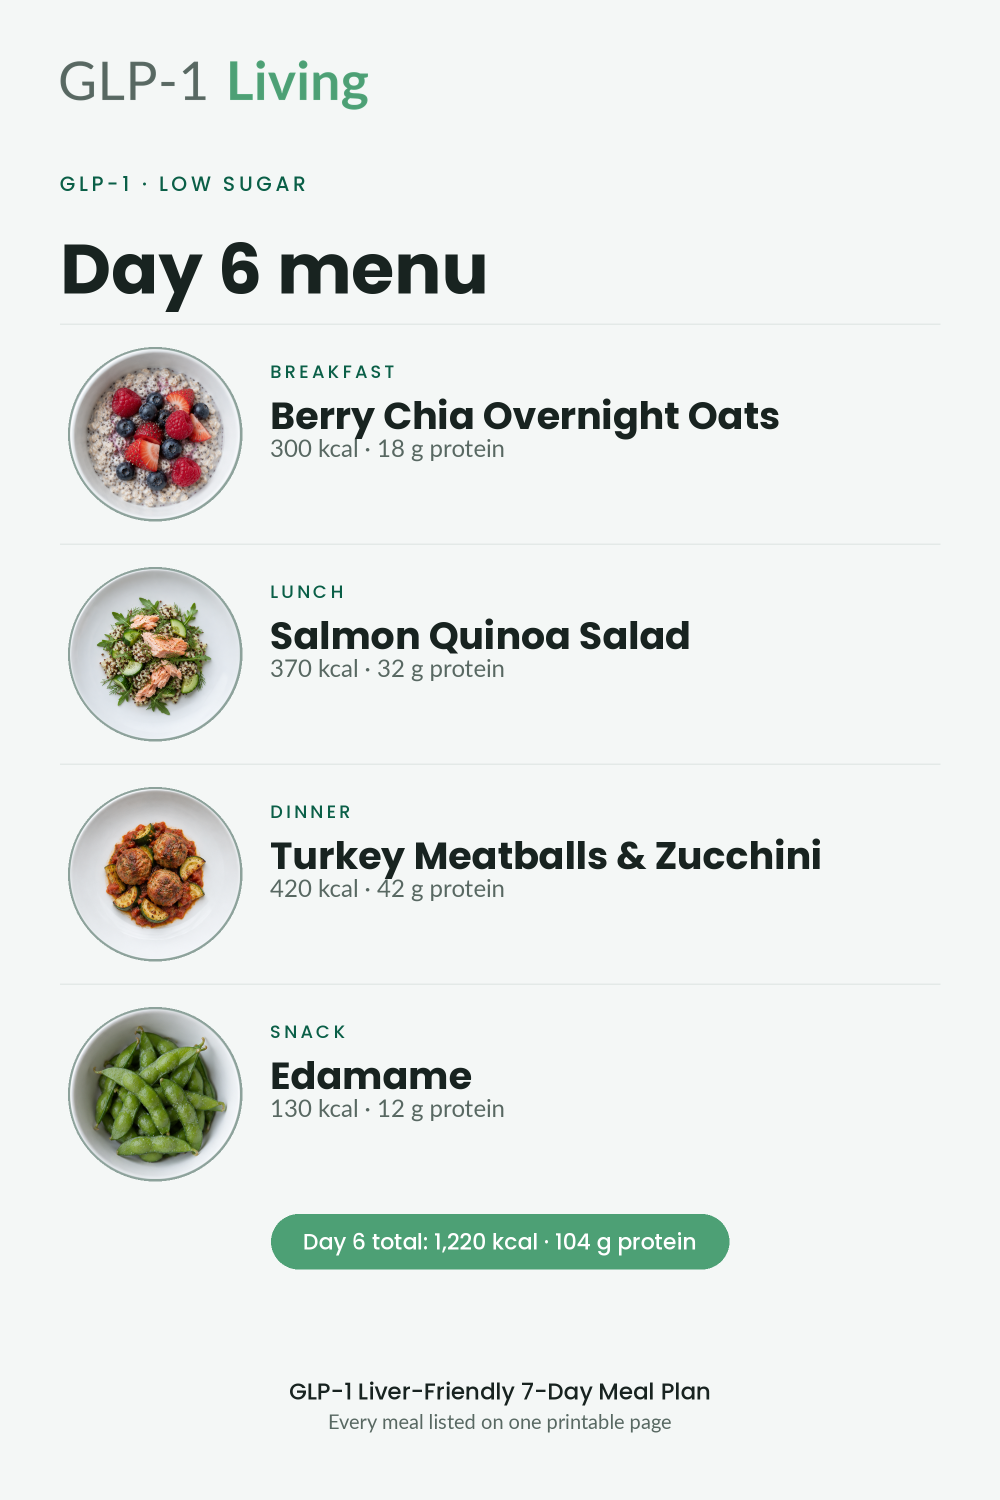 GLP-1 Living
GLP-1 · LOW SUGAR
Day 6 menu
BREAKFAST
Berry Chia Overnight Oats
300 kcal · 18 g protein
LUNCH
Salmon Quinoa Salad
370 kcal · 32 g protein
DINNER
Turkey Meatballs & Zucchini
420 kcal · 42 g protein
SNACK
Edamame
130 kcal · 12 g protein
Day 6 total: 1,220 kcal · 104 g protein
GLP-1 Liver-Friendly 7-Day Meal Plan
Every meal listed on one printable page